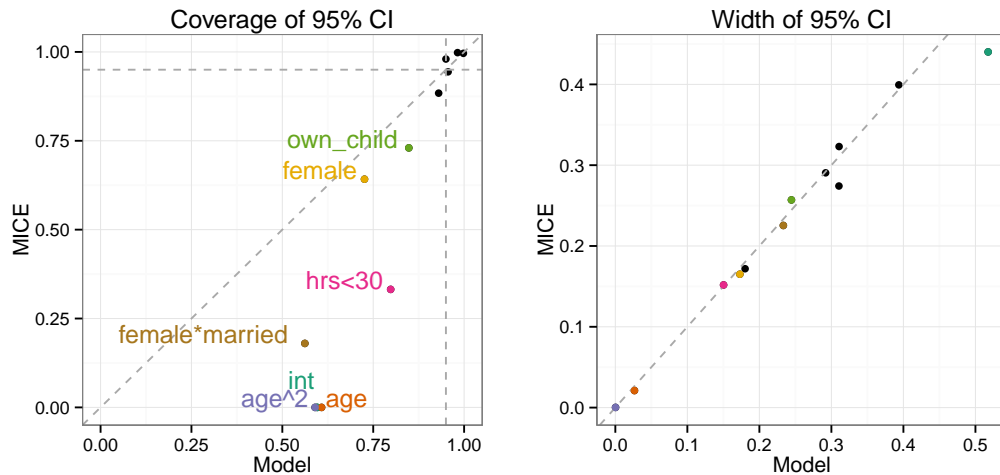 Coverage of 95% CI
MICE
1.00
0.75
0.50
0.25
0.00
own_child
female
hrs<30
female*married
int
age^2
age
0.00
0.25
0.50
0.75
1.00
Model
Width of 95% CI
MICE
0.4
0.3
0.2
0.1
0.0
0.0
0.1
0.2
0.3
0.4
0.5
Model